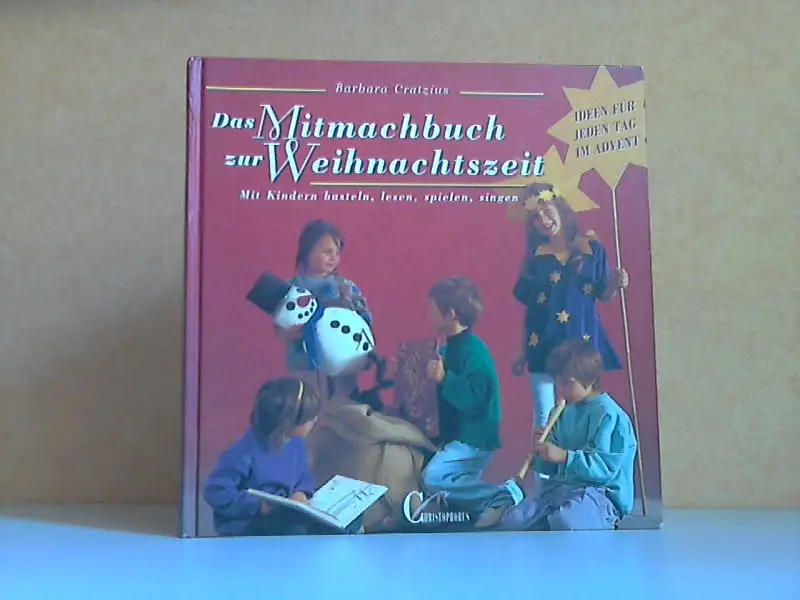 Barbara Cratzius
Das Mitmachbuch
zur Weihnachtszeit
Mit Kindern basteln, lesen, spielen, singen
IDEEN FÜR
JEDEN TAG
IM ADVENT
CHRISTOPHORUS